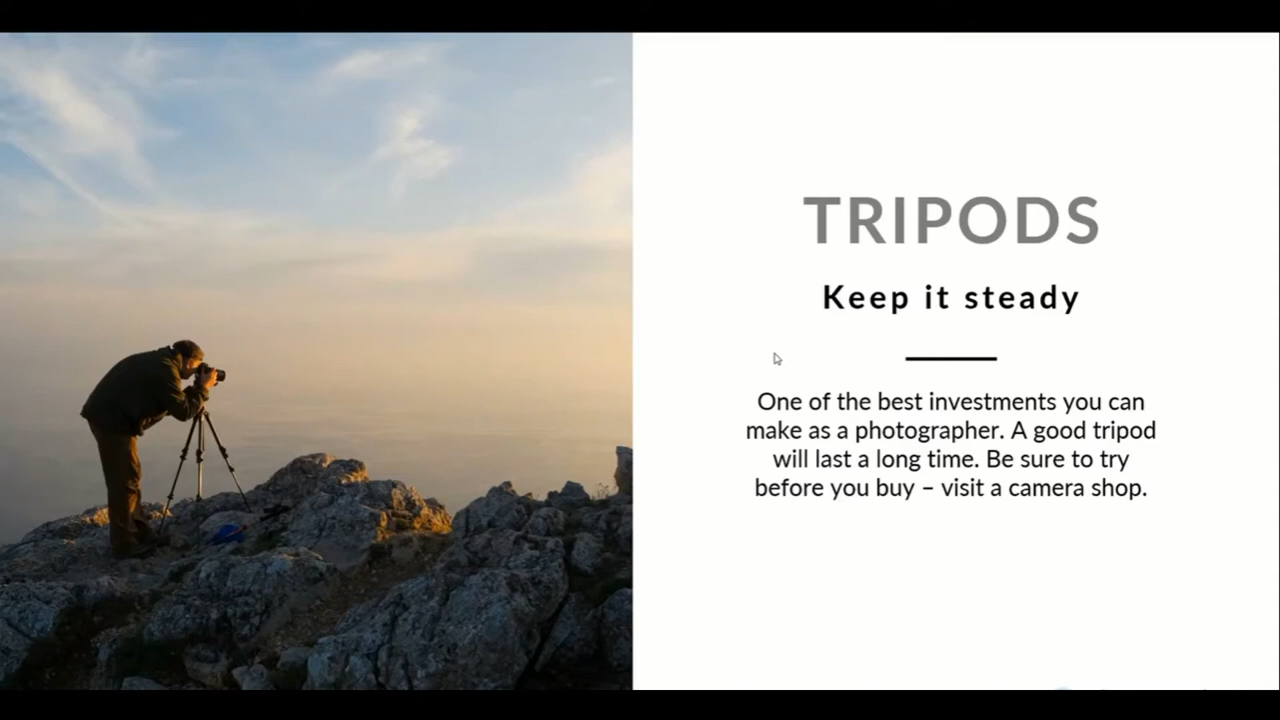 TRIPODS
Keep it steady
One of the best investments you can
make as a photographer. A good tripod
will last a long time. Be sure to try
before you buy – visit a camera shop.